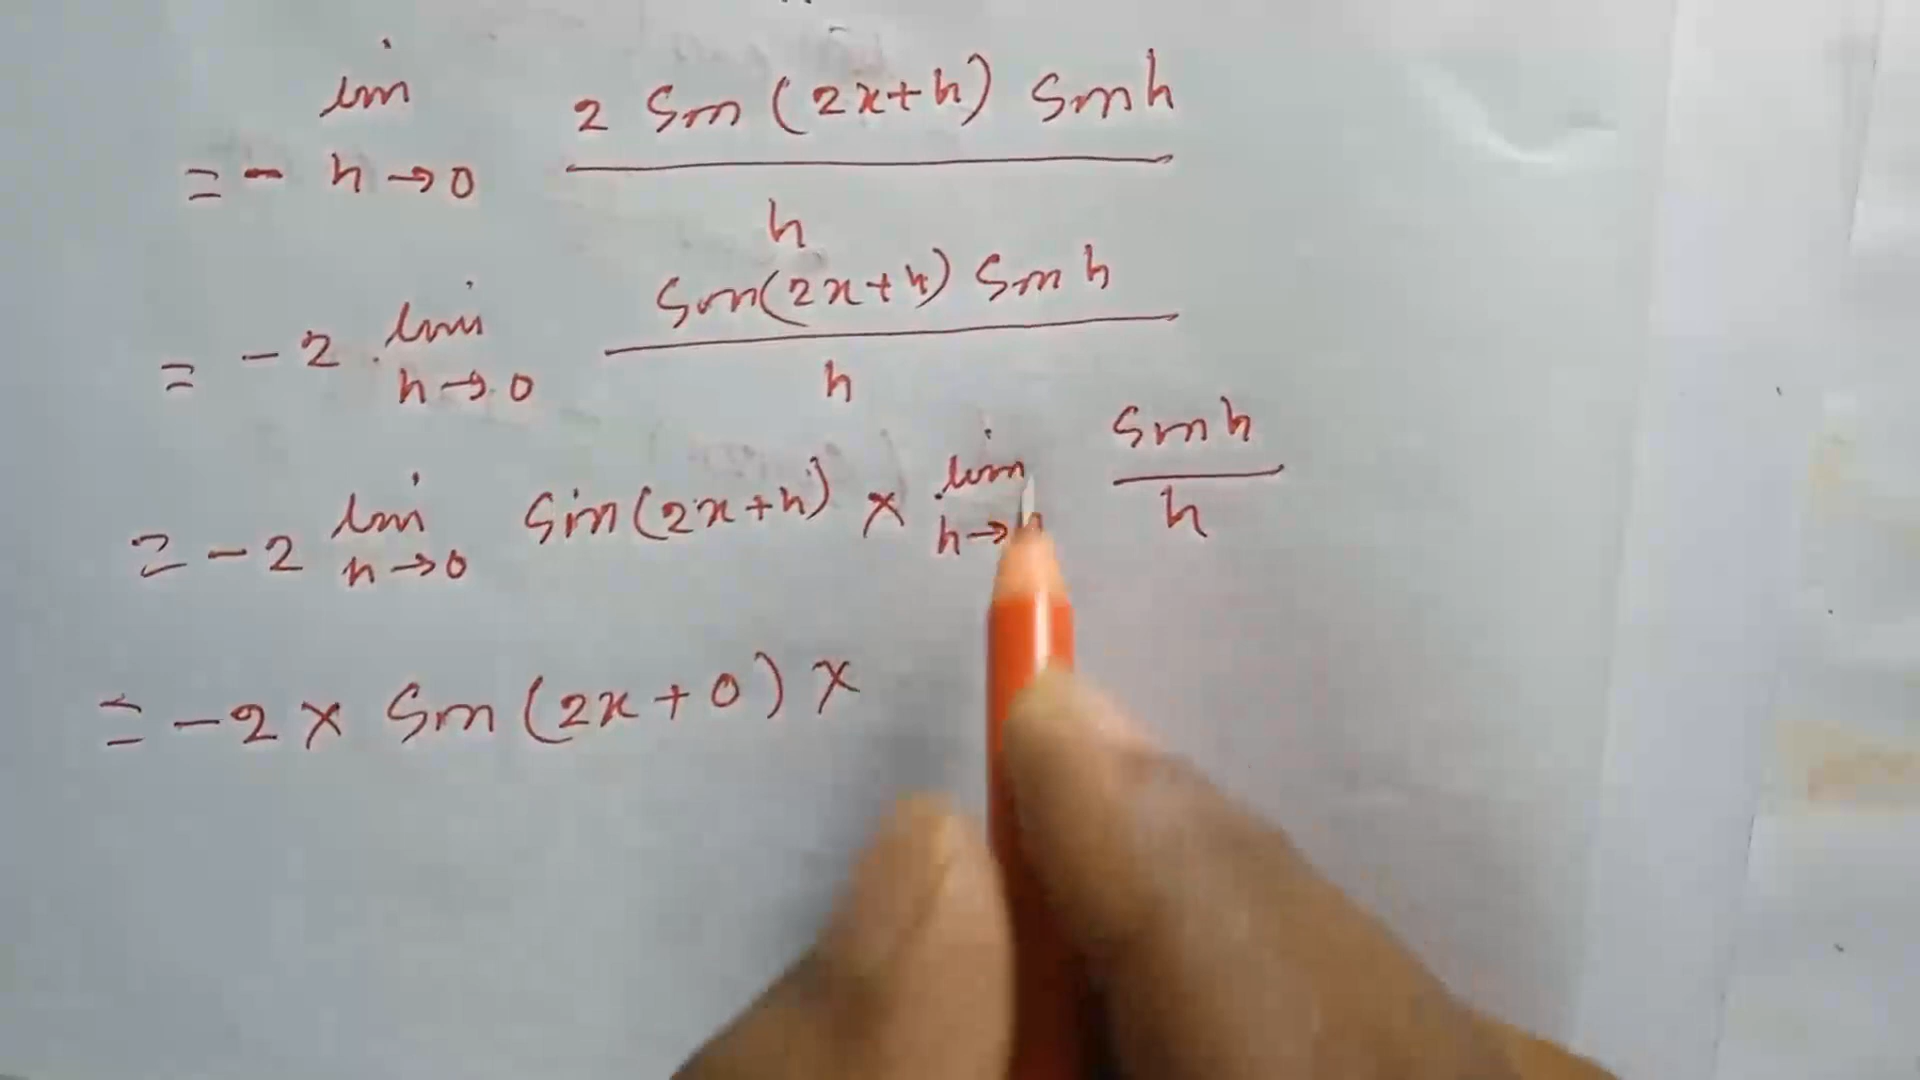 = - lim h→0 2 Sin (2x+h) Sinh / h
= -2 lim h→0 Sin(2x+h) Sin h / h
= -2 lim h→0 Sin(2x+h) × lim h→ Sin h / h
= -2 × Sin (2x+0) ×